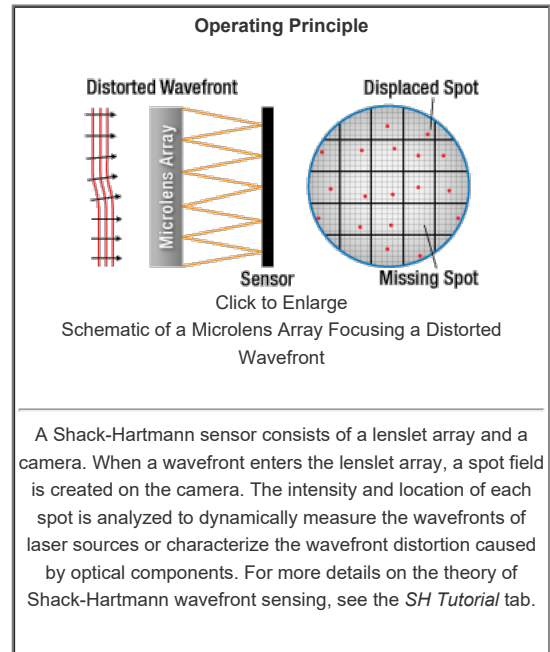 Operating Principle
Distorted Wavefront
Displaced Spot
Microlens Array
Sensor
Missing Spot
Click to Enlarge
Schematic of a Microlens Array Focusing a Distorted
Wavefront
A Shack-Hartmann sensor consists of a lenslet array and a
camera. When a wavefront enters the lenslet array, a spot field
is created on the camera. The intensity and location of each
spot is analyzed to dynamically measure the wavefronts of
laser sources or characterize the wavefront distortion caused
by optical components. For more details on the theory of
Shack-Hartmann wavefront sensing, see the SH Tutorial tab.